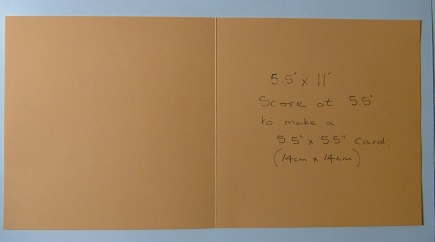 5.5" x 11"
Score at 5.5"
to make a
5.5" x 5.5" card
(14cm x 14cm)